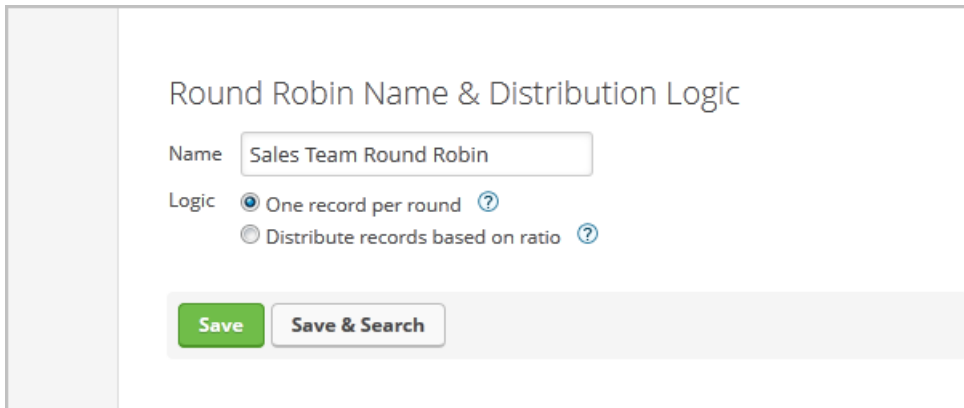 Round Robin Name & Distribution Logic
Name Sales Team Round Robin
Logic One record per round ?
Distribute records based on ratio ?
Save Save & Search